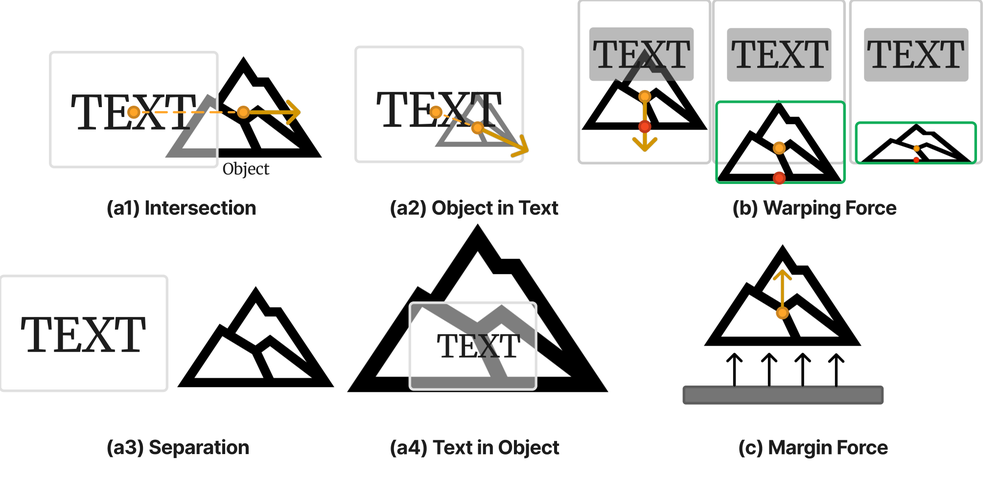 TEXT
Object
(a1) Intersection
TEXT
(a2) Object in Text
TEXT
TEXT
TEXT
(b) Warping Force
TEXT
(a3) Separation
TEXT
(a4) Text in Object
(c) Margin Force